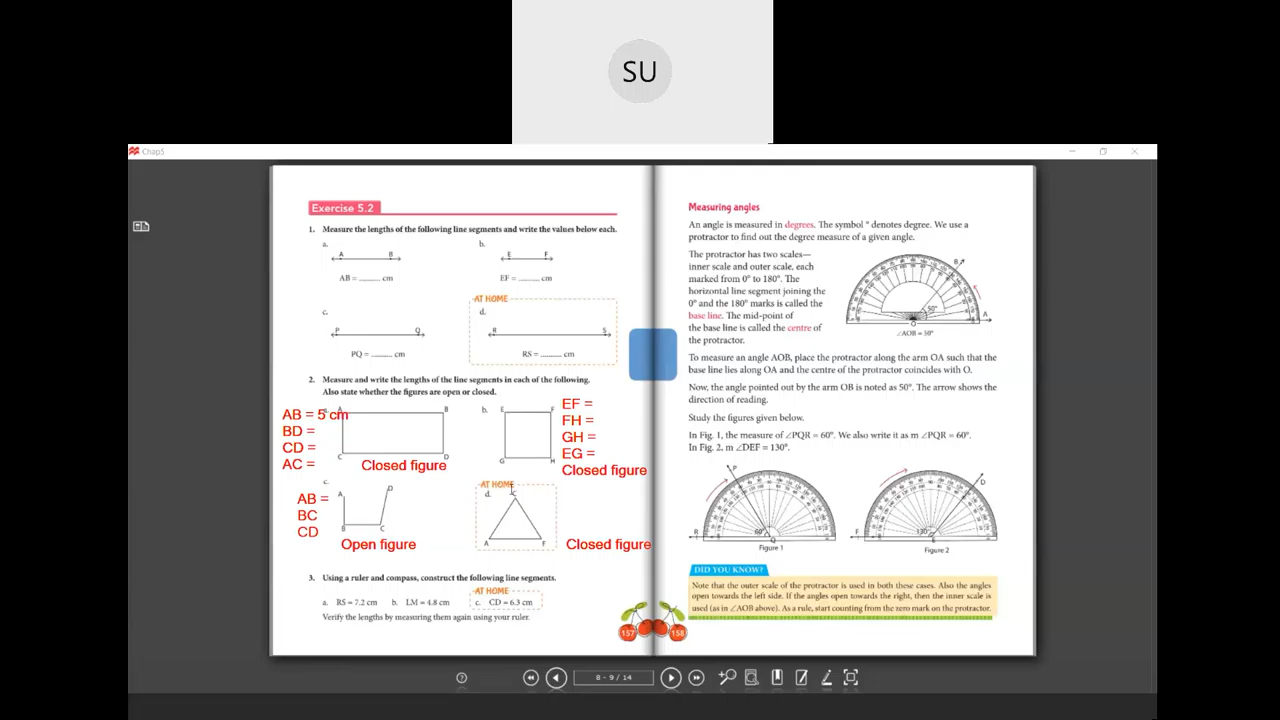 SU
Chap5
Exercise 5.2
1. Measure the lengths of the following line segments and write the values below each.
a.
A B
AB = .......... cm
b.
E F
EF = .......... cm
c.
P Q
PQ = .......... cm
AT HOME
d.
R S
RS = .......... cm
2. Measure and write the lengths of the line segments in each of the following.
Also state whether the figures are open or closed.
a.
A B
C D
AB = 5 cm
BD =
CD =
AC =
Closed figure
b.
E F
G H
EF =
FH =
GH =
EG =
Closed figure
c.
A D
B C
AB =
BC
CD
Open figure
AT HOME
d.
C
A F
Closed figure
3. Using a ruler and compass, construct the following line segments.
AT HOME
a. RS = 7.2 cm b. LM = 4.8 cm c. CD = 6.3 cm
Verify the lengths by measuring them again using your ruler.
157
Measuring angles
An angle is measured in degrees. The symbol ° denotes degree. We use a
protractor to find out the degree measure of a given angle.
The protractor has two scales—
inner scale and outer scale, each
marked from 0° to 180°. The
horizontal line segment joining the
0° and the 180° marks is called the
base line. The mid-point of
the base line is called the centre of
the protractor.
B
50°
A
O
∠AOB = 50°
To measure an angle AOB, place the protractor along the arm OA such that the
base line lies along OA and the centre of the protractor coincides with O.
Now, the angle pointed out by the arm OB is noted as 50°. The arrow shows the
direction of reading.
Study the figures given below.
In Fig. 1, the measure of ∠PQR = 60°. We also write it as m ∠PQR = 60°.
In Fig. 2, m ∠DEF = 130°.
P
R 60° Q
Figure 1
D
F 130° E
Figure 2
DID YOU KNOW?
Note that the outer scale of the protractor is used in both these cases. Also the angles
open towards the left side. If the angles open towards the right, then the inner scale is
used (as in ∠AOB above). As a rule, start counting from the zero mark on the protractor.
158
8 - 9 / 14